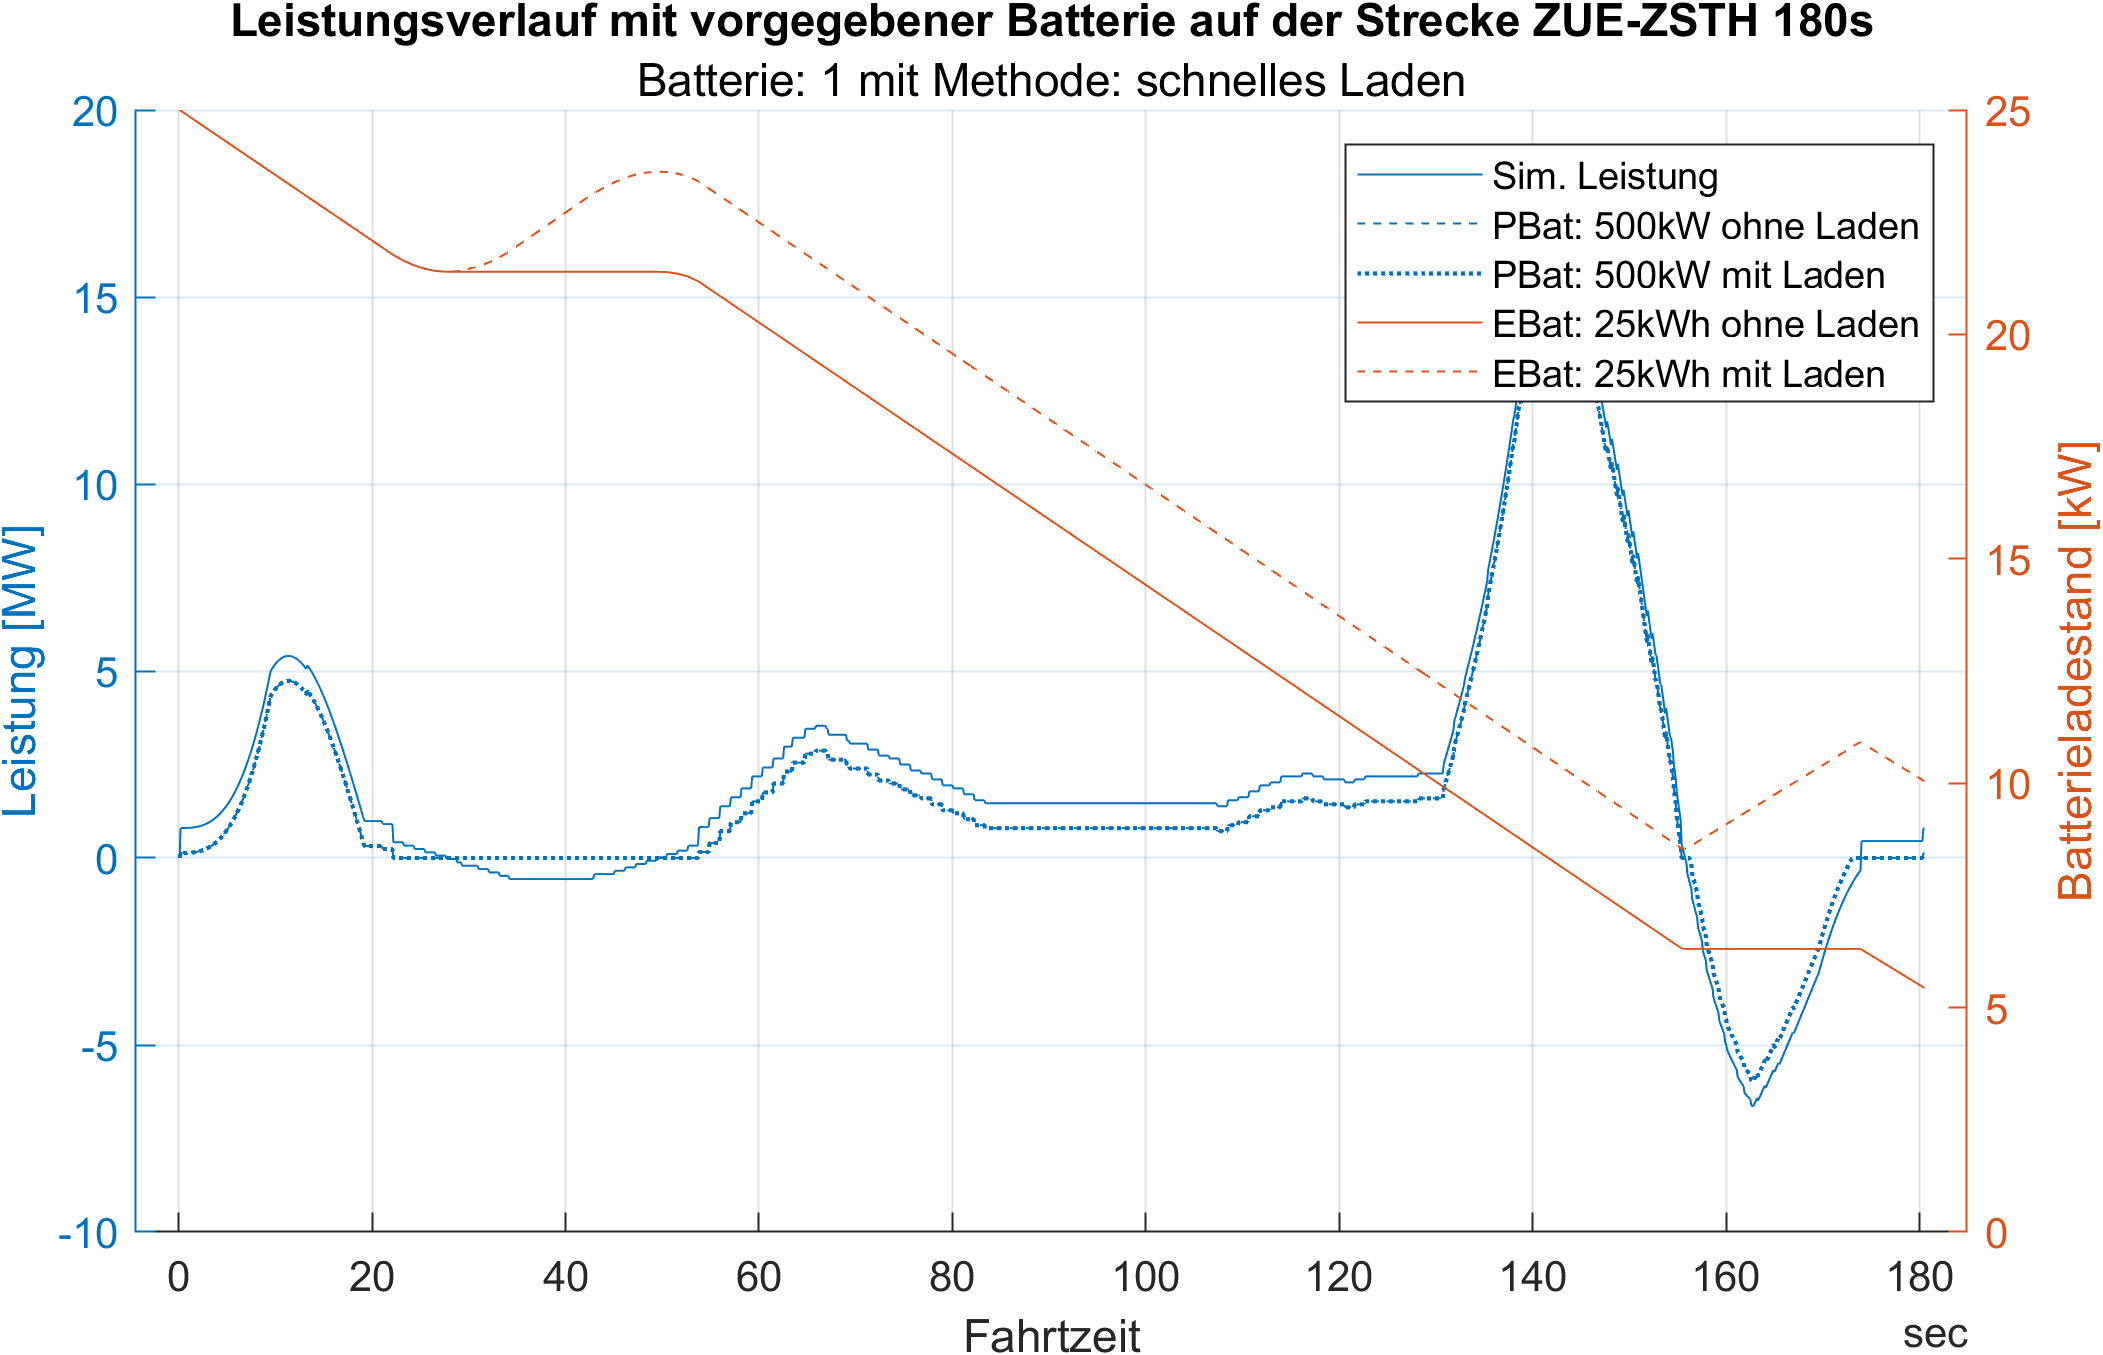 Leistungsverlauf mit vorgegebener Batterie auf der Strecke ZUE-ZSTH 180s
Batterie: 1 mit Methode: schnelles Laden
20
15
10
5
0
-5
-10
Leistung [MW]
25
20
15
10
5
0
Batterieladestand [kW]
Sim. Leistung
PBat: 500kW ohne Laden
PBat: 500kW mit Laden
EBat: 25kWh ohne Laden
EBat: 25kWh mit Laden
0 20 40 60 80 100 120 140 160 180
Fahrtzeit
sec